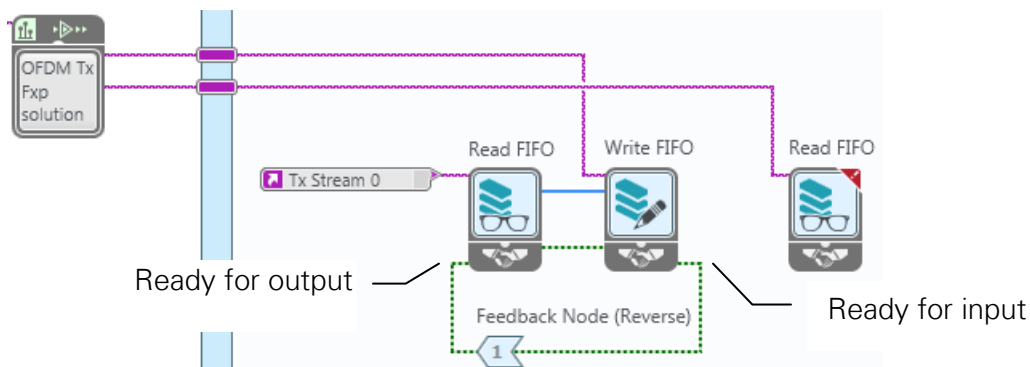 OFDM Tx
Fxp
solution
Read FIFO
Write FIFO
Read FIFO
Tx Stream 0
Ready for output
Ready for input
Feedback Node (Reverse)
1